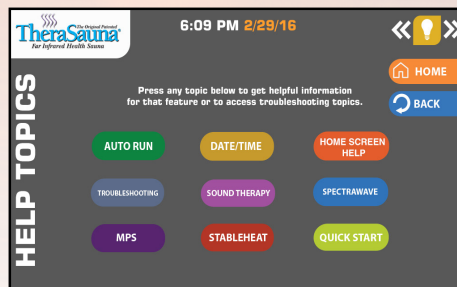 The Original Patented
TheraSauna®
Far Infrared Health Sauna
6:09 PM 2/29/16
HOME
BACK
HELP TOPICS
Press any topic below to get helpful information
for that feature or to access troubleshooting topics.
AUTO RUN
DATE/TIME
HOME SCREEN
HELP
TROUBLESHOOTING
SOUND THERAPY
SPECTRAWAVE
MPS
STABLEHEAT
QUICK START